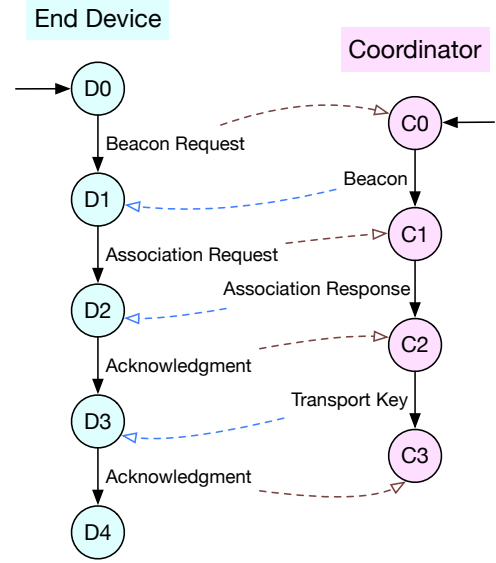 End Device
Coordinator
D0
C0
Beacon Request
Beacon
D1
C1
Association Request
Association Response
D2
C2
Acknowledgment
Transport Key
D3
C3
Acknowledgment
D4